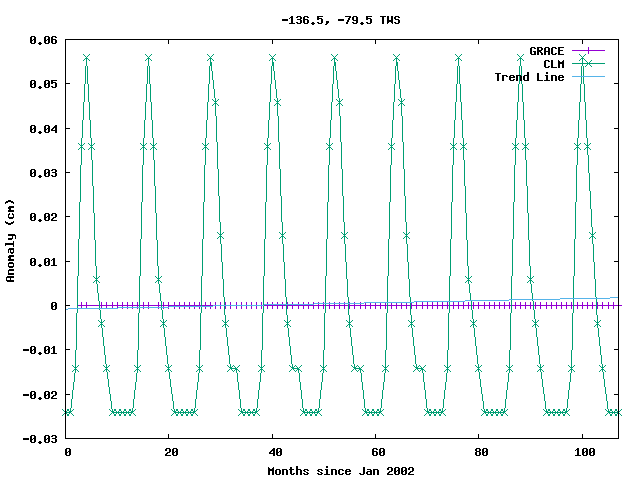 -136.5, -79.5 TWS
GRACE
CLM
Trend Line
0.06
0.05
0.04
0.03
0.02
0.01
0
-0.01
-0.02
-0.03
Anomaly (cm)
0 20 40 60 80 100
Months since Jan 2002